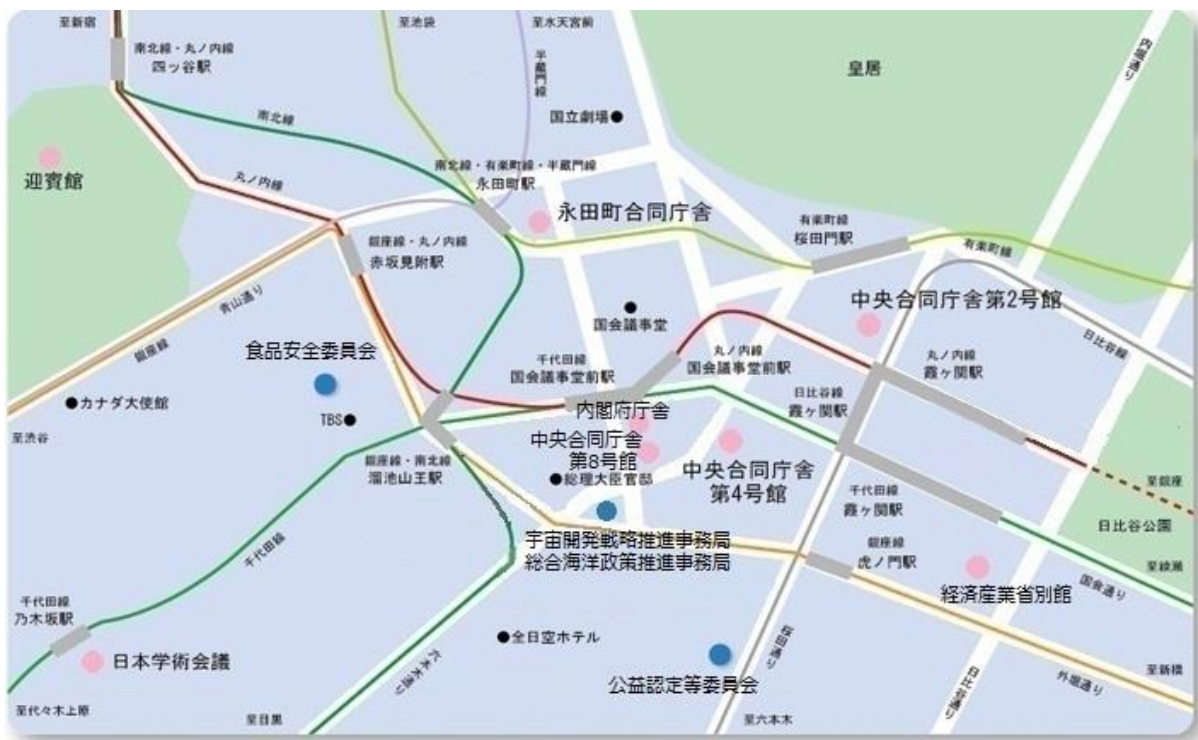 至新宿
至池袋
至水天宮前
南北線・丸ノ内線
四ッ谷駅
半蔵門線
内堀通り
皇居
南北線
国立劇場
南北線・有楽町線・半蔵門線
永田町駅
迎賓館
丸ノ内線
永田町合同庁舎
有楽町線
桜田門駅
有楽町線
銀座線・丸ノ内線
赤坂見附駅
青山通り
中央合同庁舎第2号館
国会議事堂
日比谷線
銀座線
食品安全委員会
千代田線
国会議事堂前駅
丸ノ内線
国会議事堂前駅
丸ノ内線
霞ヶ関駅
日比谷線
霞ヶ関駅
カナダ大使館
TBS
内閣府庁舎
至渋谷
中央合同庁舎
第8号館
銀座線・南北線
溜池山王駅
総理大臣官邸
中央合同庁舎
第4号館
千代田線
霞ヶ関駅
至銀座
日比谷公園
宇宙開発戦略推進事務局
総合海洋政策推進事務局
銀座線
虎ノ門駅
至綾瀬
千代田線
経済産業省別館
国会通り
千代田線
乃木坂駅
全日空ホテル
日本学術会議
六本木通り
桜田通り
公益認定等委員会
日比谷通り
外堀通り
至新橋
至代々木上原
至目黒
至六本木